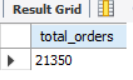 Result Grid
total_orders
21350